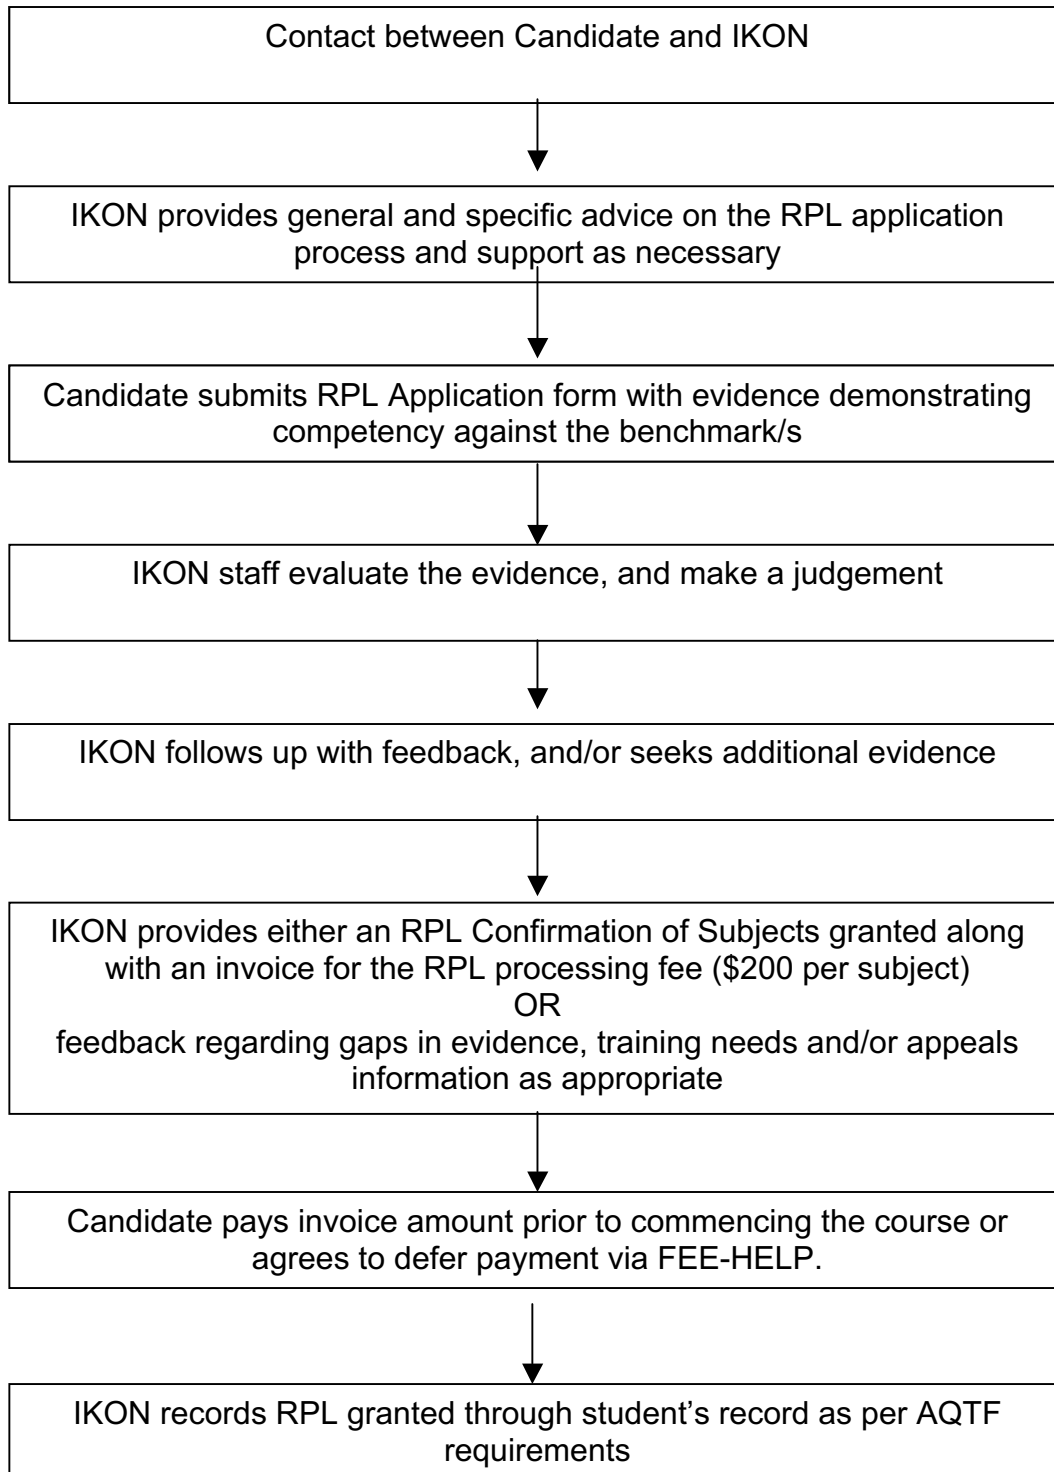 Contact between Candidate and IKON
IKON provides general and specific advice on the RPL application
process and support as necessary
Candidate submits RPL Application form with evidence demonstrating
competency against the benchmark/s
IKON staff evaluate the evidence, and make a judgement
IKON follows up with feedback, and/or seeks additional evidence
IKON provides either an RPL Confirmation of Subjects granted along
with an invoice for the RPL processing fee ($200 per subject)
OR
feedback regarding gaps in evidence, training needs and/or appeals
information as appropriate
Candidate pays invoice amount prior to commencing the course or
agrees to defer payment via FEE-HELP.
IKON records RPL granted through student’s record as per AQTF
requirements